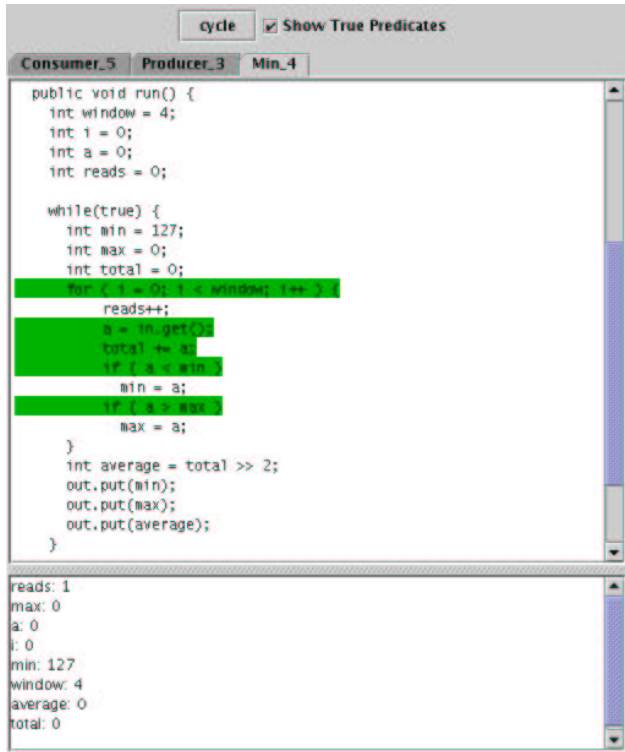 cycle Show True Predicates
Consumer_5 Producer_3 Min_4
public void run() {
int window = 4;
int i = 0;
int a = 0;
int reads = 0;
while(true) {
int min = 127;
int max = 0;
int total = 0;
for ( i = 0; i < window; i++ ) {
reads++;
a = in.get();
total += a;
if ( a < min )
min = a;
if ( a > max )
max = a;
}
int average = total >> 2;
out.put(min);
out.put(max);
out.put(average);
}
reads: 1
max: 0
a: 0
i: 0
min: 127
window: 4
average: 0
total: 0